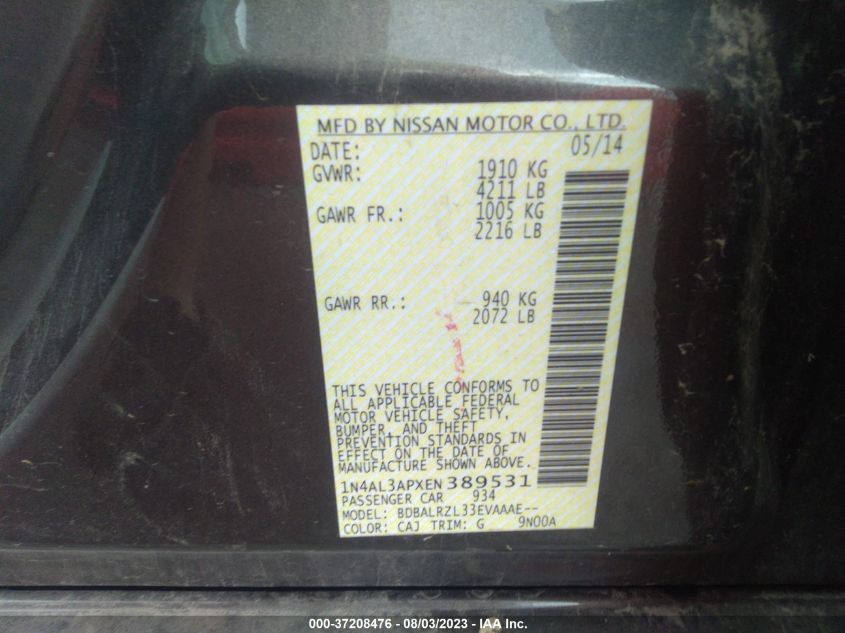 MFD BY NISSAN MOTOR CO., LTD.
DATE: 05/14
GVWR: 1910 KG
4211 LB
GAWR FR.: 1005 KG
2216 LB
GAWR RR.: 940 KG
2072 LB
THIS VEHICLE CONFORMS TO
ALL APPLICABLE FEDERAL
MOTOR VEHICLE SAFETY,
BUMPER, AND THEFT
PREVENTION STANDARDS IN
EFFECT ON THE DATE OF
MANUFACTURE SHOWN ABOVE.
1N4AL3APXEN389531
PASSENGER CAR 934
MODEL: BDBALRZL33EVAAAE--
COLOR: CAJ TRIM: G 9N00A
000-37208476 - 08/03/2023 - IAA Inc.